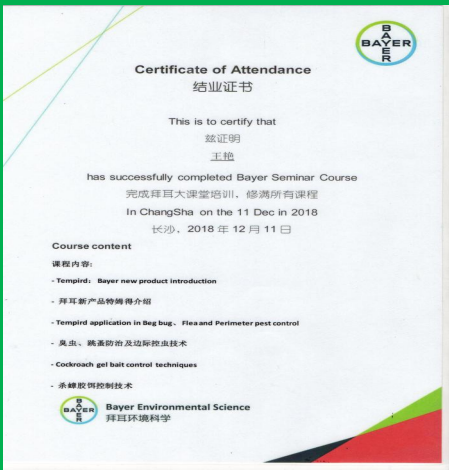 BAYER
BAYER
Certificate of Attendance
结业证书
This is to certify that
兹证明
王艳
has successfully completed Bayer Seminar Course
完成拜耳大课堂培训，修满所有课程
In ChangSha on the 11 Dec in 2018
长沙，2018 年 12 月 11 日
Course content
课程内容:
- Tempird： Bayer new product introduction
- 拜耳新产品特姆得介绍
- Tempird application in Beg bug、 Flea and Perimeter pest control
- 臭虫、跳蚤防治及边际控虫技术
- Cockroach gel bait control techniques
- 杀蟑胶饵控制技术
BAYER
BAYER
Bayer Environmental Science
拜耳环境科学